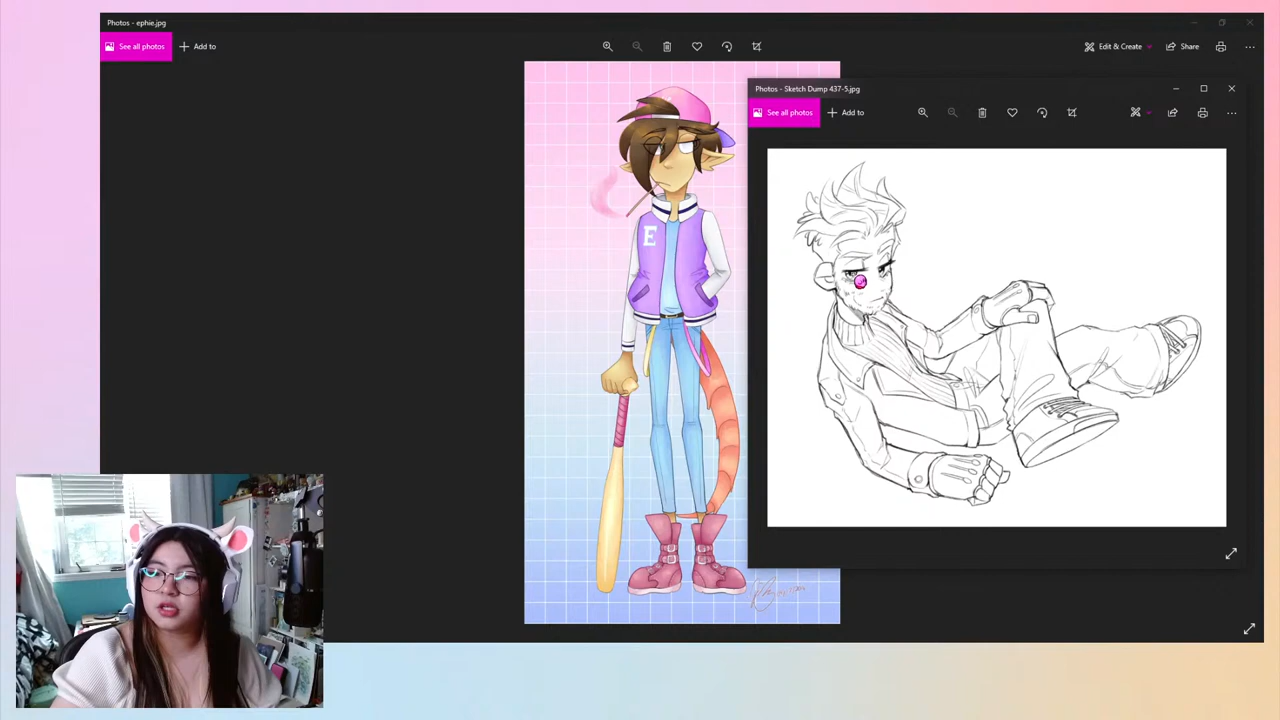 Photos - ephie.jpg
See all photos
Add to
Edit & Create
Share
Photos - Sketch Dump 437-5.jpg
See all photos
Add to
E